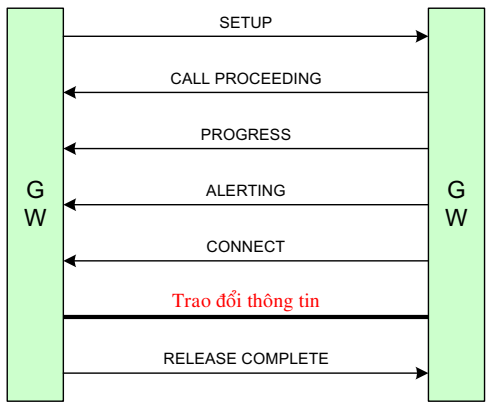 SETUP
CALL PROCEEDING
PROGRESS
G
W
ALERTING
G
W
CONNECT
Trao đổi thông tin
RELEASE COMPLETE